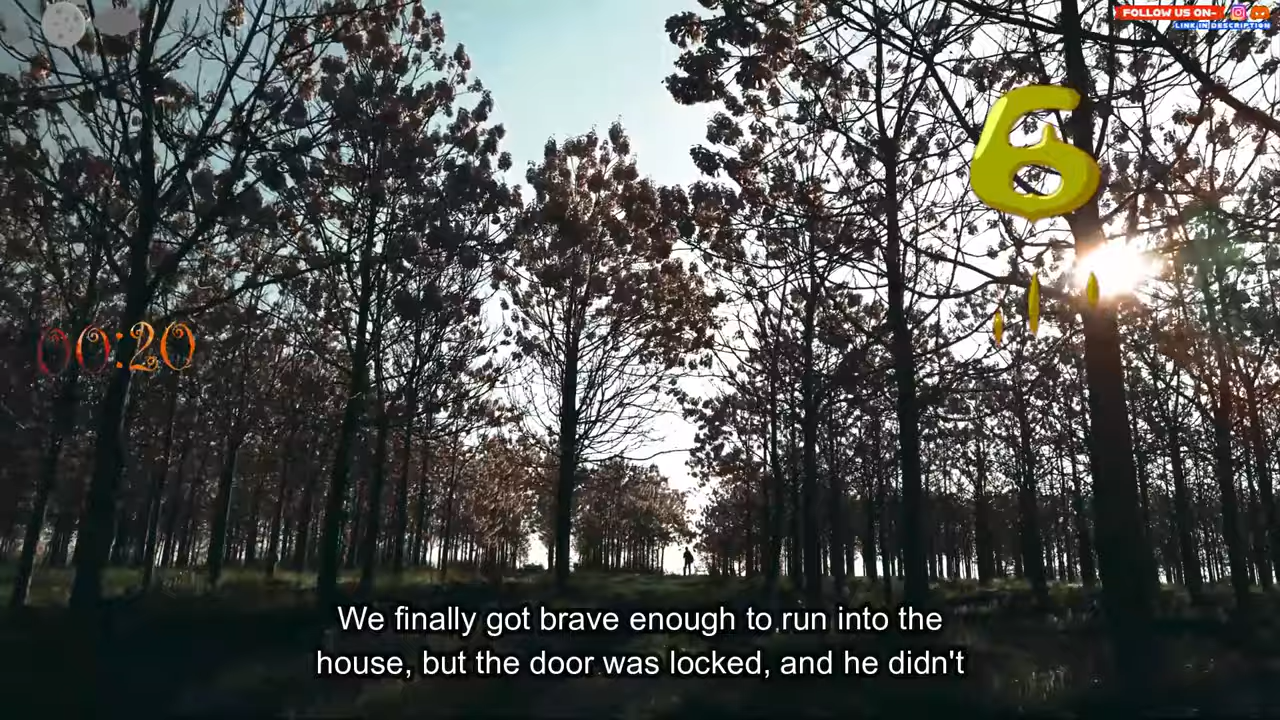 FOLLOW US ON-
LINK IN DESCRIPTION
6
00:20
We finally got brave enough to run into the
house, but the door was locked, and he didn't